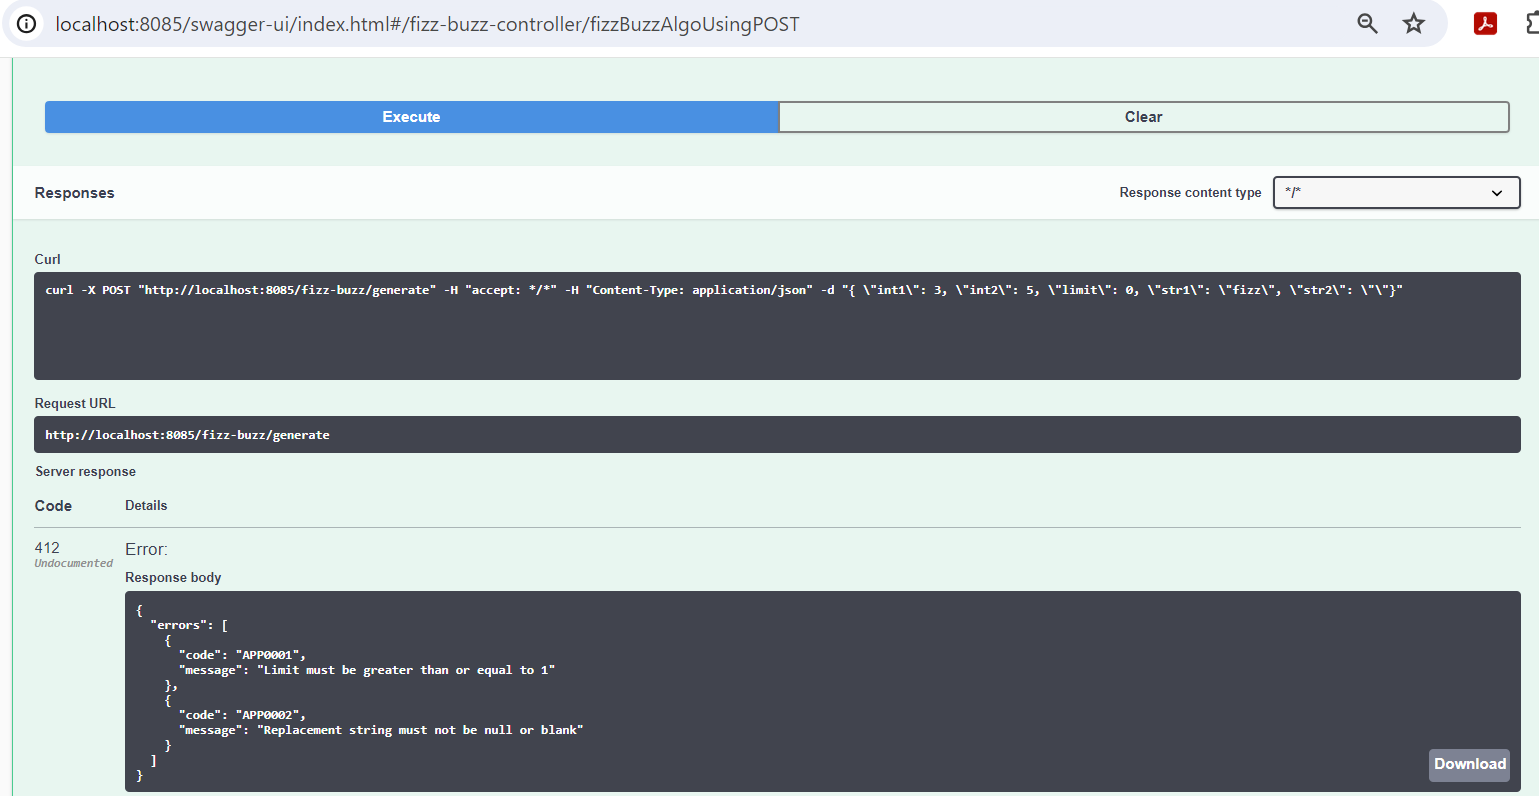 localhost:8085/swagger-ui/index.html#/fizz-buzz-controller/fizzBuzzAlgoUsingPOST
Execute
Clear
Responses
Response content type
*/*
Curl
curl -X POST "http://localhost:8085/fizz-buzz/generate" -H "accept: */*" -H "Content-Type: application/json" -d "{ \"int1\": 3, \"int2\": 5, \"limit\": 0, \"str1\": \"fizz\", \"str2\": \"\"}"
Request URL
http://localhost:8085/fizz-buzz/generate
Server response
Code
Details
412
Undocumented
Error:
Response body
{
  "errors": [
    {
      "code": "APP0001",
      "message": "Limit must be greater than or equal to 1"
    },
    {
      "code": "APP0002",
      "message": "Replacement string must not be null or blank"
    }
  ]
}
Download